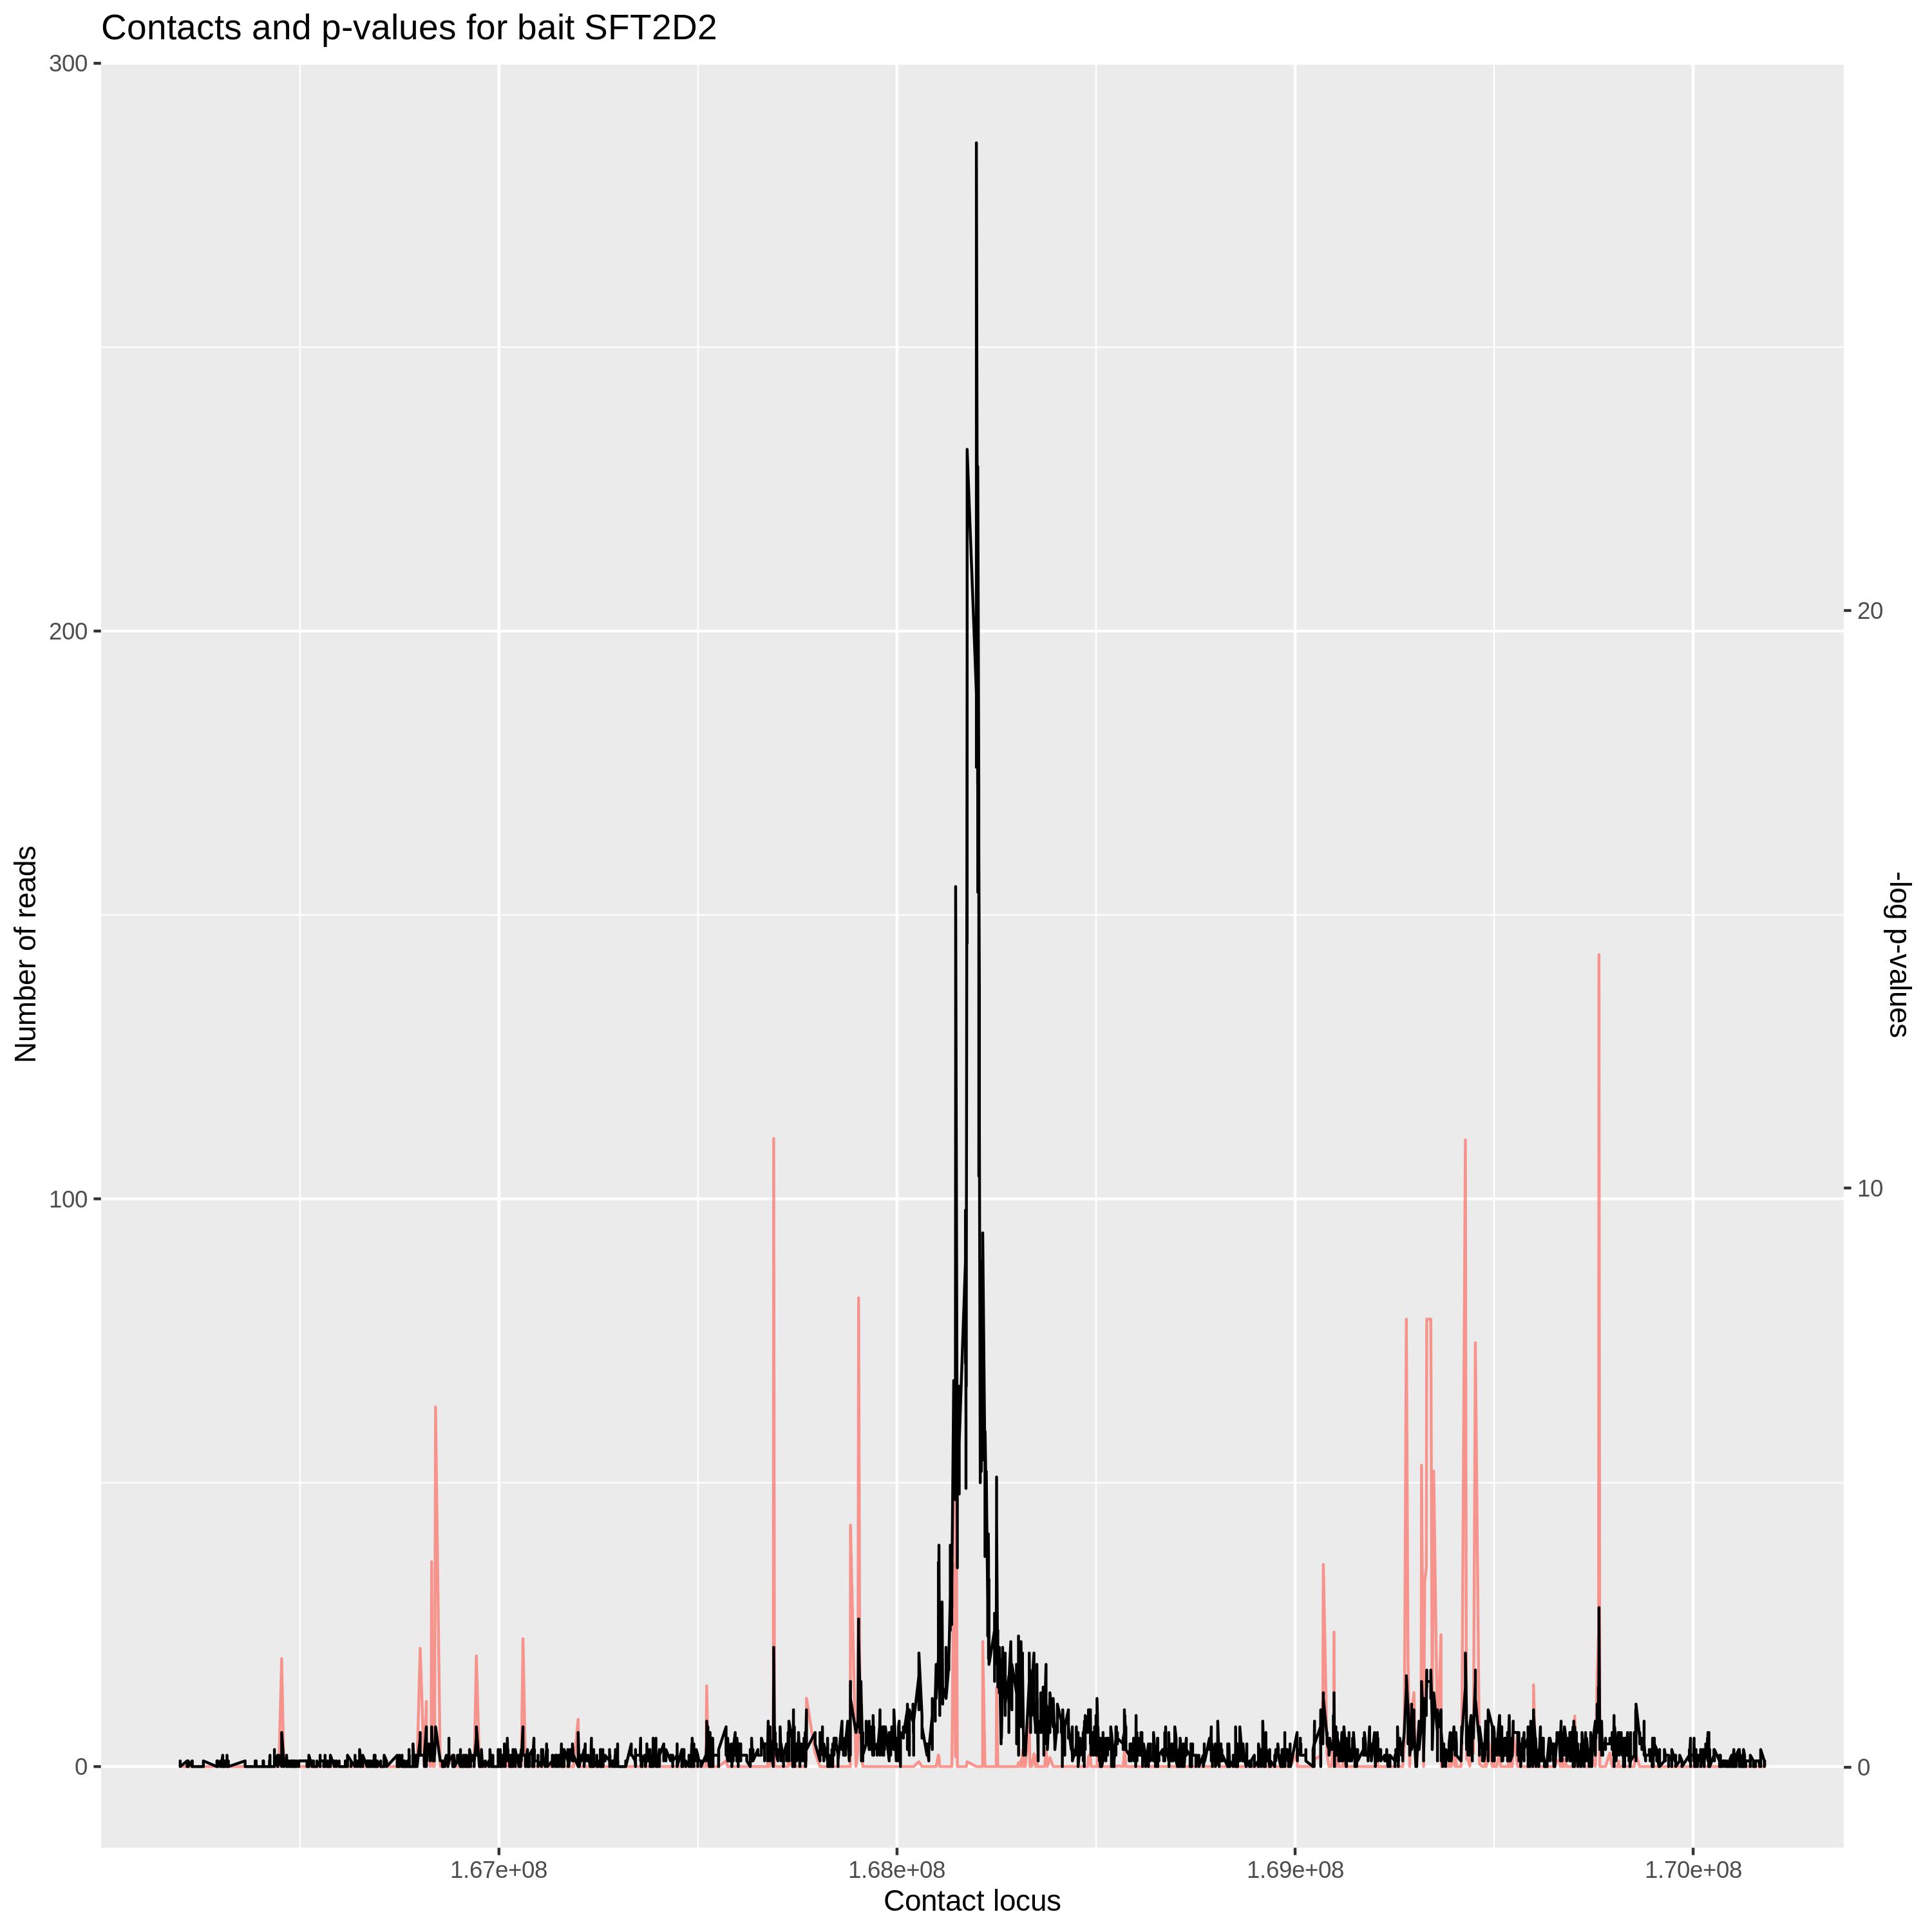 Contacts and p-values for bait SFT2D2
300
200
100
0
Number of reads
20
10
0
-log p-values
1.67e+08
1.68e+08
1.69e+08
1.70e+08
Contact locus